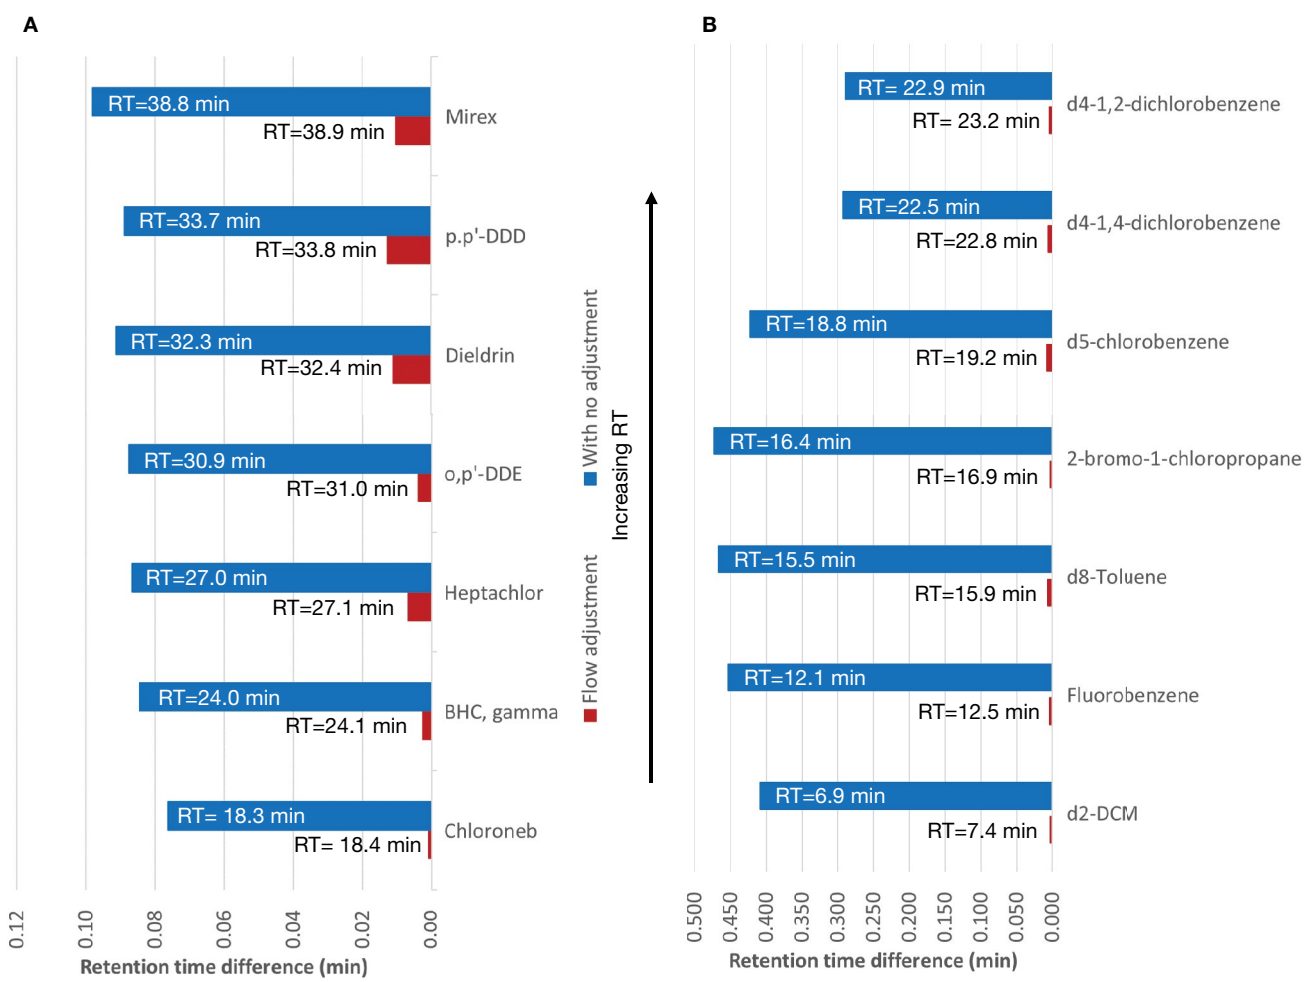 A
RT=38.8 min
RT=38.9 min
Mirex
RT=33.7 min
RT=33.8 min
p.p'-DDD
RT=32.3 min
RT=32.4 min
Dieldrin
RT=30.9 min
RT=31.0 min
o,p'-DDE
RT=27.0 min
RT=27.1 min
Heptachlor
RT=24.0 min
RT=24.1 min
BHC, gamma
RT= 18.3 min
RT= 18.4 min
Chloroneb
0.12
0.10
0.08
0.06
0.04
0.02
0.00
Retention time difference (min)
With no adjustment
Flow adjustment
Increasing RT
B
RT= 22.9 min
RT= 23.2 min
d4-1,2-dichlorobenzene
RT=22.5 min
RT=22.8 min
d4-1,4-dichlorobenzene
RT=18.8 min
RT=19.2 min
d5-chlorobenzene
RT=16.4 min
RT=16.9 min
2-bromo-1-chloropropane
RT=15.5 min
RT=15.9 min
d8-Toluene
RT=12.1 min
RT=12.5 min
Fluorobenzene
RT=6.9 min
RT=7.4 min
d2-DCM
0.500
0.450
0.400
0.350
0.300
0.250
0.200
0.150
0.100
0.050
0.000
Retention time difference (min)